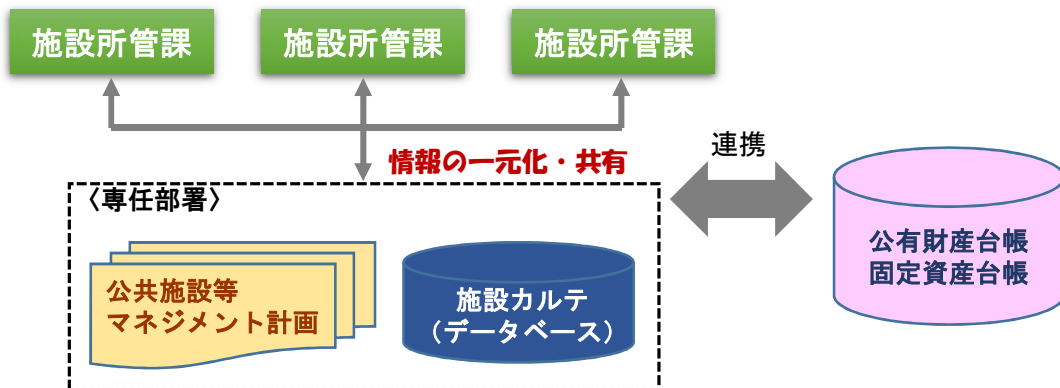 施設所管課
施設所管課
施設所管課
情報の一元化・共有
連携
〈専任部署〉
公共施設等
マネジメント計画
施設カルテ
（データベース）
公有財産台帳
固定資産台帳